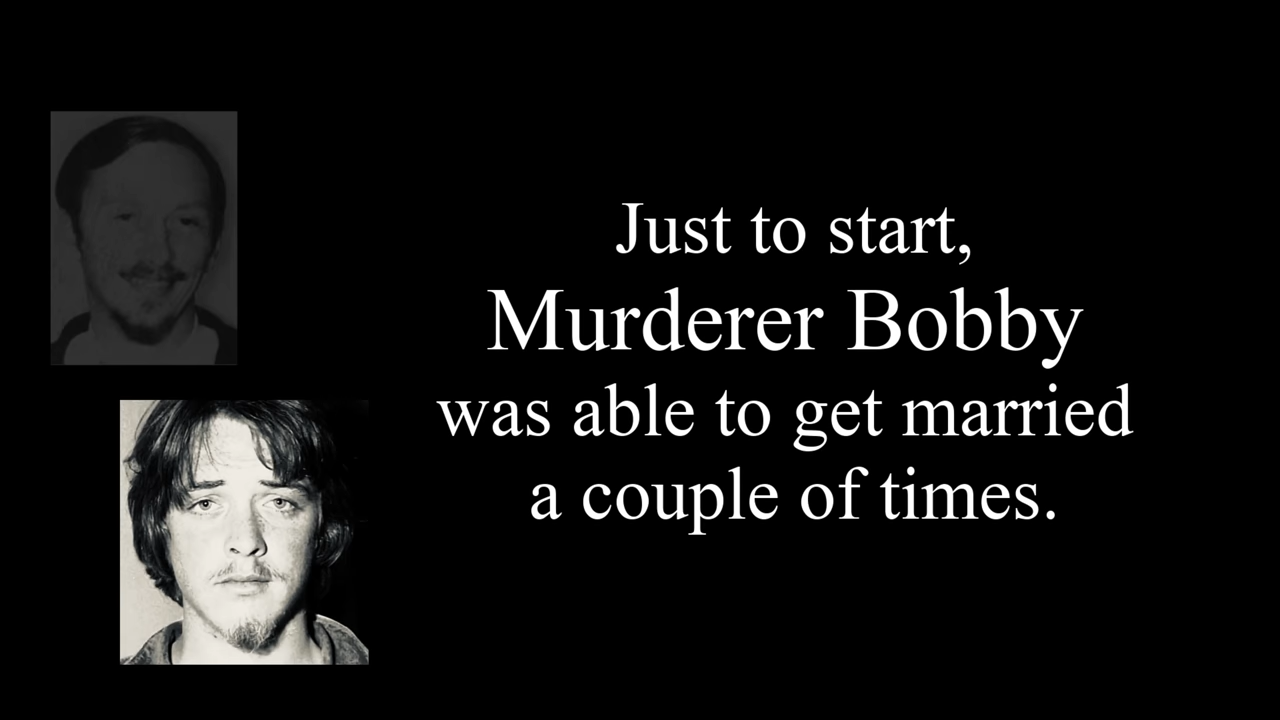 Just to start,
Murderer Bobby
was able to get married
a couple of times.